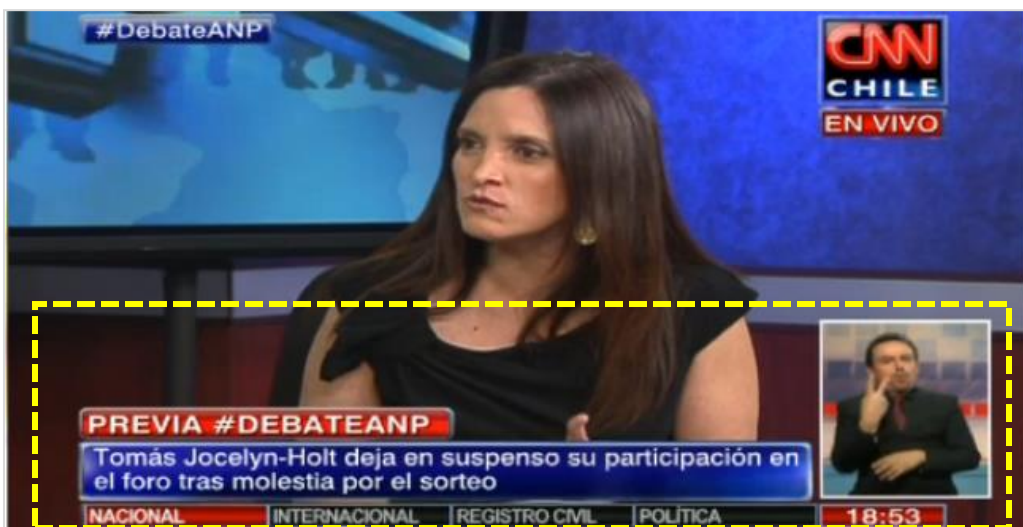 #DebateANP
CNN
CHILE
EN VIVO
PREVIA #DEBATEANP
Tomás Jocelyn-Holt deja en suspenso su participación en
el foro tras molestia por el sorteo
NACIONAL INTERNACIONAL REGISTRO CIVIL POLÍTICA 18:53